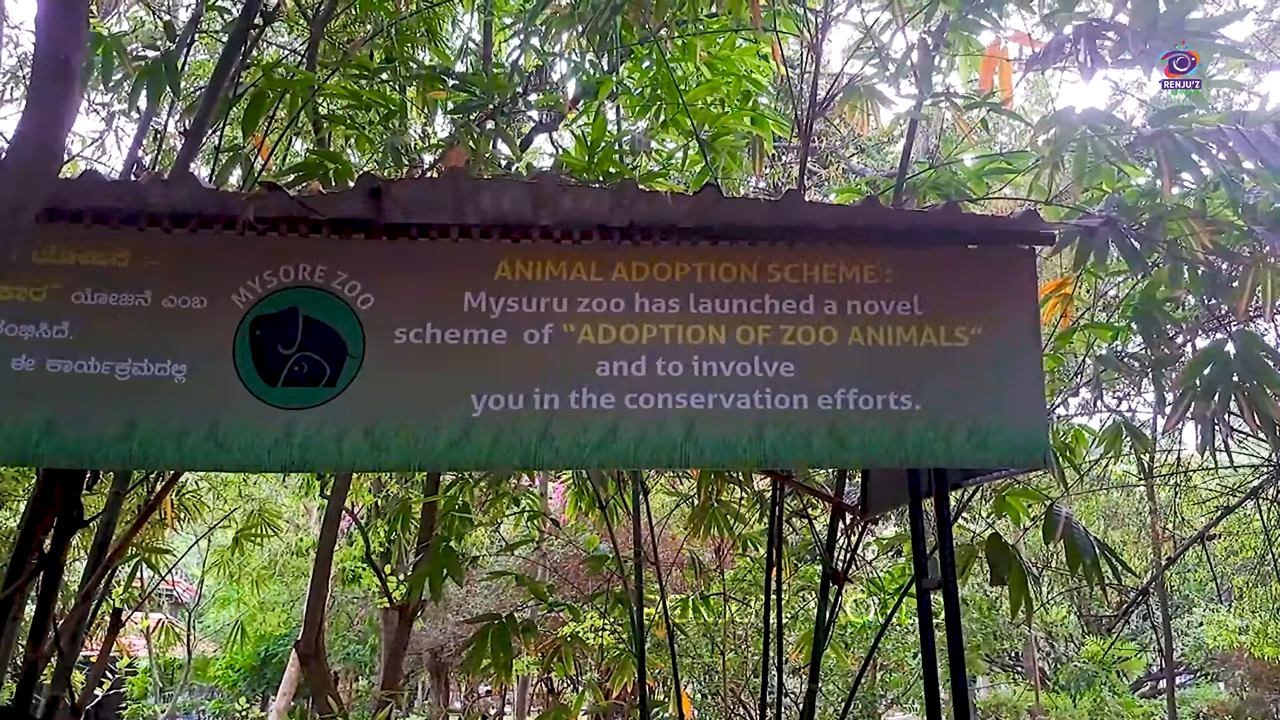 ಯೋಜನೆ :-
ಯೋಜನೆ ಎಂಬ
ಈ ಕಾರ್ಯಕ್ರಮದಲ್ಲಿ
MYSORE ZOO
ANIMAL ADOPTION SCHEME :
Mysuru zoo has launched a novel
scheme of "ADOPTION OF ZOO ANIMALS"
and to involve
you in the conservation efforts.
RENJU'Z